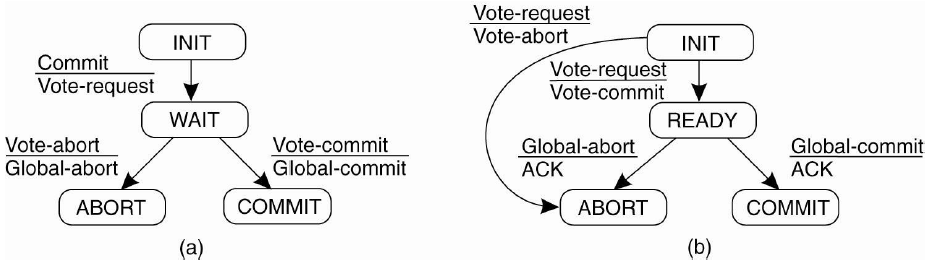 INIT
Commit
Vote-request
WAIT
Vote-abort
Global-abort
Vote-commit
Global-commit
ABORT
COMMIT
(a)
Vote-request
Vote-abort
INIT
Vote-request
Vote-commit
READY
Global-abort
ACK
Global-commit
ACK
ABORT
COMMIT
(b)